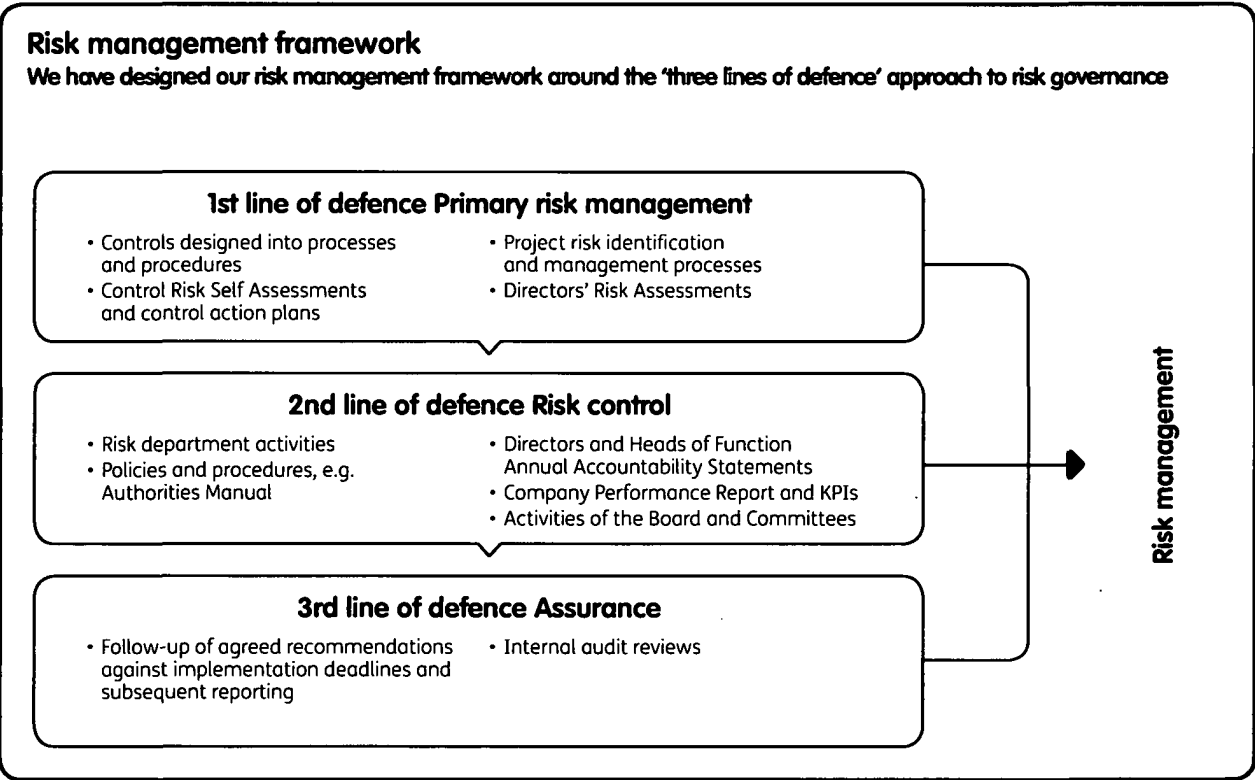 Risk management framework
We have designed our risk management framework around the 'three lines of defence' approach to risk governance
1st line of defence Primary risk management
• Controls designed into processes
and procedures
• Control Risk Self Assessments
and control action plans
• Project risk identification
and management processes
• Directors' Risk Assessments
2nd line of defence Risk control
• Risk department activities
• Policies and procedures, e.g.
Authorities Manual
• Directors and Heads of Function
Annual Accountability Statements
• Company Performance Report and KPIs
• Activities of the Board and Committees
3rd line of defence Assurance
• Follow-up of agreed recommendations
against implementation deadlines and
subsequent reporting
• Internal audit reviews
Risk management